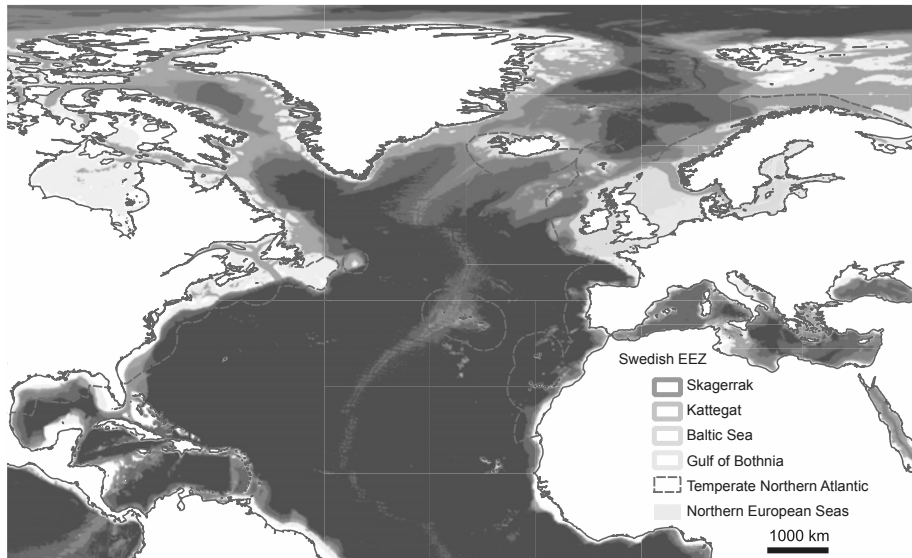 Swedish EEZ
Skagerrak
Kattegat
Baltic Sea
Gulf of Bothnia
Temperate Northern Atlantic
Northern European Seas
1000 km